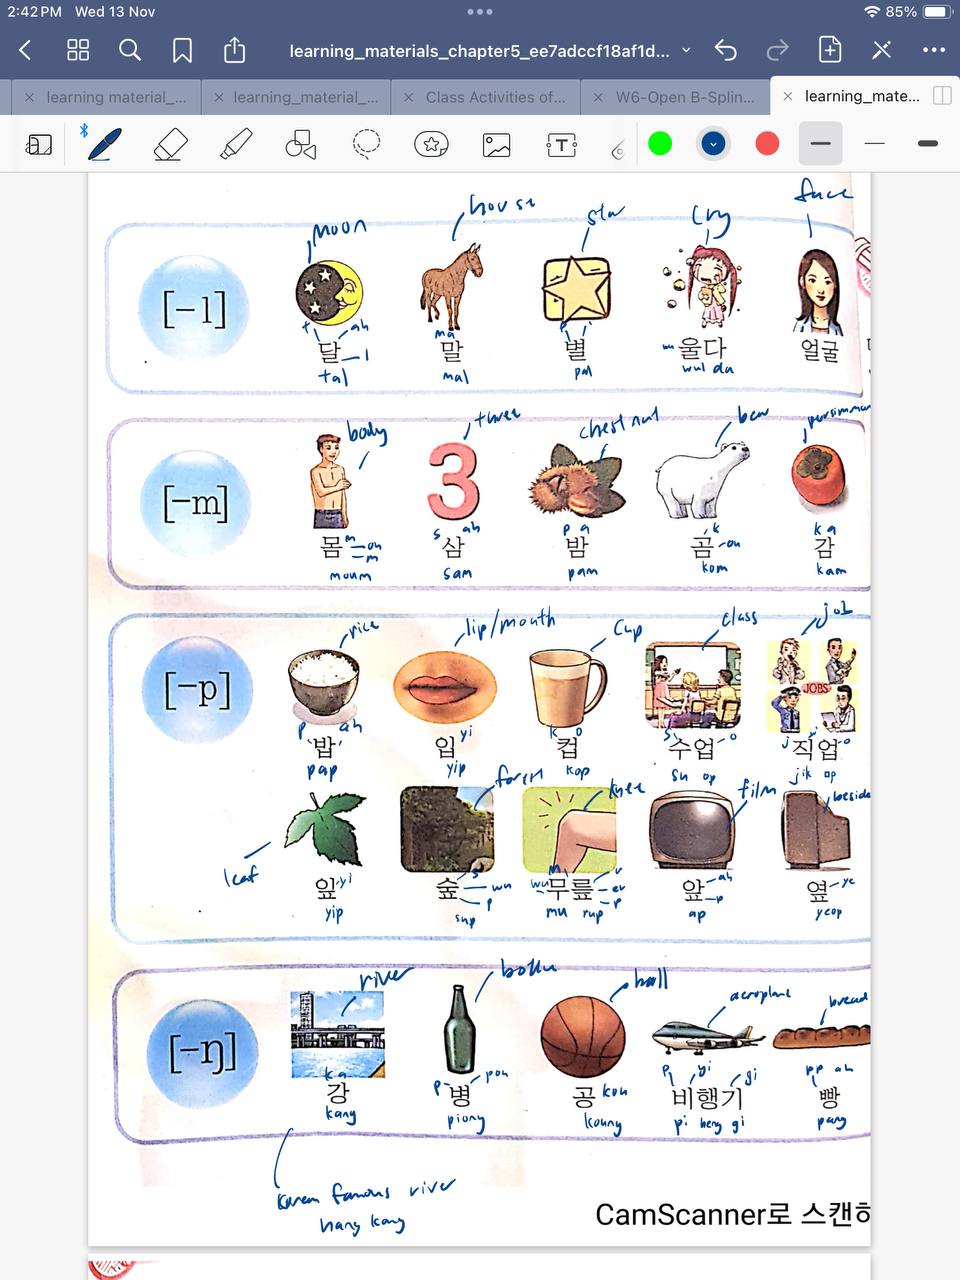 2:42 PM Wed 13 Nov
85%
learning_materials_chapter5_ee7adccf18af1d...
learning material_...
learning_material_...
Class Activities of...
W6-Open B-Splin...
learning_mate...
moon
house
star
Cry
face
[-l]
t ah
ma
p
달 l
말
별
울다
얼굴
tal
mal
pal
wul da
body
three
chestnut
bear
persimmon
[-m]
m
s ah
p a
k
ka
몸 ou
삼
밤
곰 ou
감
m
moum
sam
pam
kom
kam
rice
lip/mouth
Cup
class
job
[-p]
JOBS
p ah
yi
k o
s o
j yi o
밥
입
컵
수업
직업
pap
yip
kop
su op
jik op
leaf
forest
knee
film
beside
잎 yi
숲 s wu p
무릎 m wu r eu p
앞 ah p
옆 ye
yip
sup
mu rup
ap
yeop
river
bottle
ball
aeroplane
bread
[-ŋ]
ka
p you
p yi gi
pp ah
강
병
공 kou
비행기
빵
kang
piong
koung
pi heng gi
pang
Korean famous river
hang kang
CamScanner로 스캔하